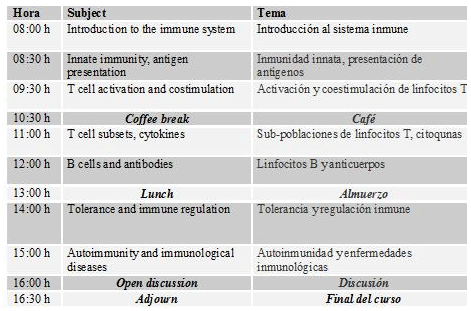 Hora Subject Tema
08:00 h Introduction to the immune system Introducción al sistema inmune
08:30 h Innate immunity, antigen presentation Inmunidad innata, presentación de antígenos
09:30 h T cell activation and costimulation Activación y coestimulación de linfocitos T
10:30 h Coffee break Café
11:00 h T cell subsets, cytokines Sub-poblaciones de linfocitos T, citoqunas
12:00 h B cells and antibodies Linfocitos B y anticuerpos
13:00 h Lunch Almuerzo
14:00 h Tolerance and immune regulation Tolerancia y regulación inmune
15:00 h Autoimmunity and immunological diseases Autoinmunidad y enfermedades inmunológicas
16:00 h Open discussion Discusión
16:30 h Adjourn Final del curso